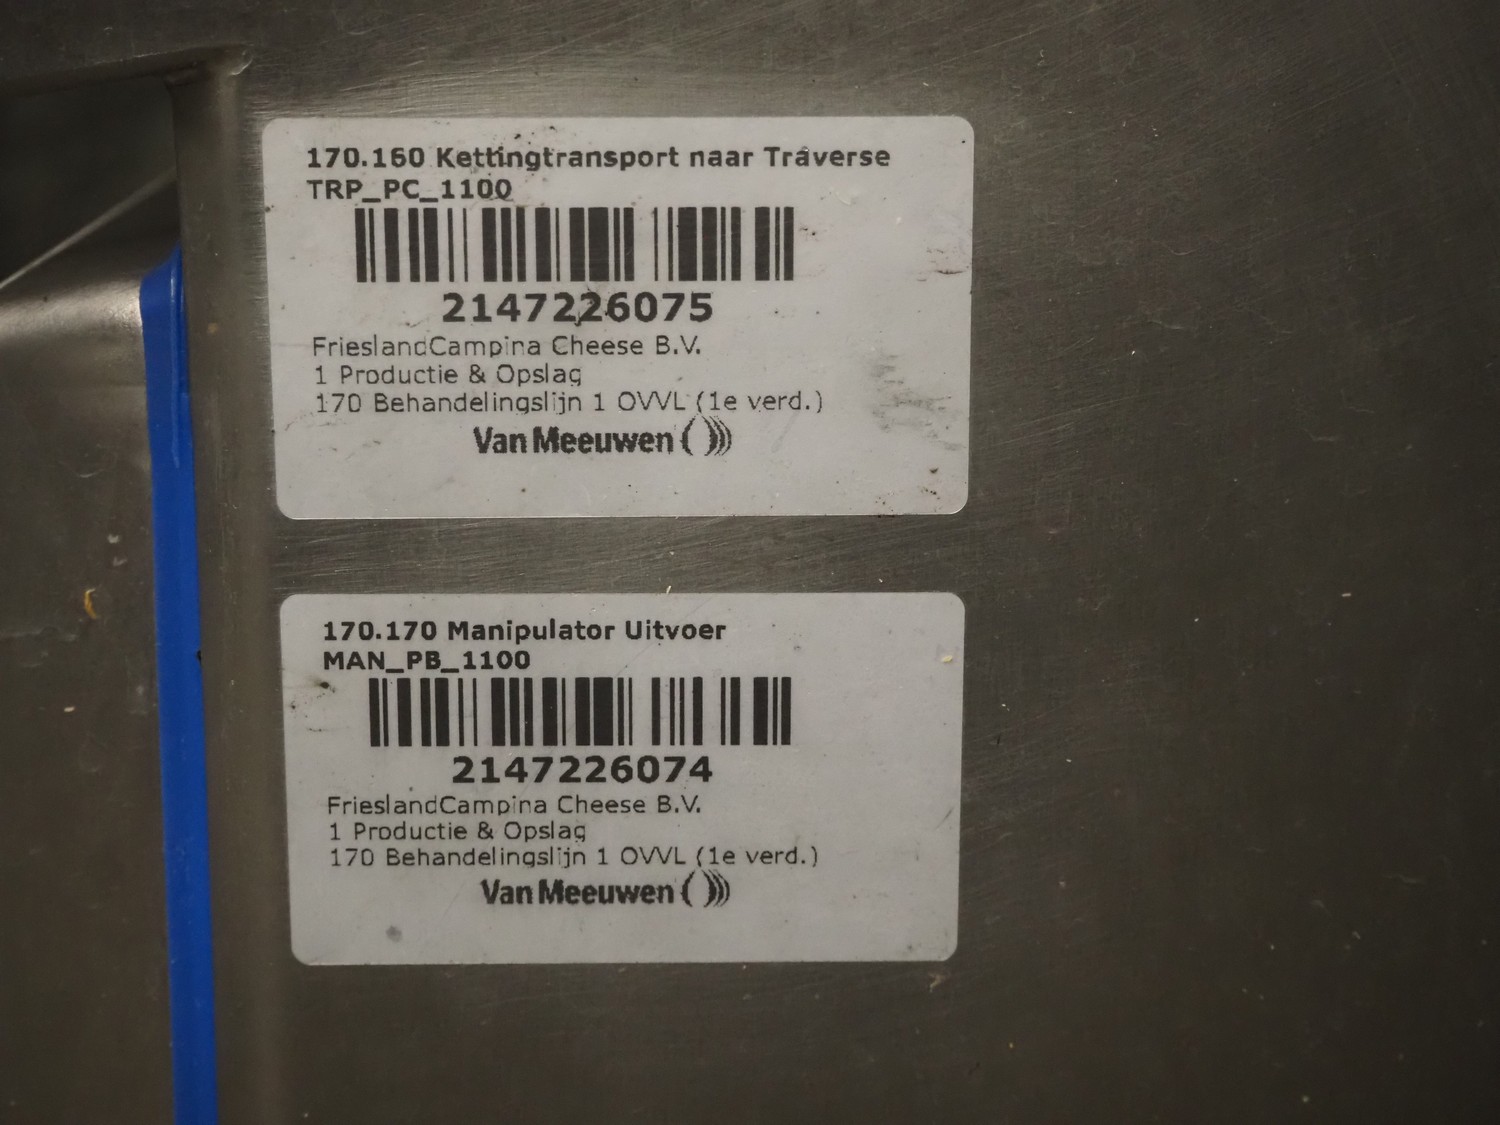 170.160 Kettingtransport naar Traverse
TRP_PC_1100
2147226075
FrieslandCampina Cheese B.V.
1 Productie & Opslag
170 Behandelingslijn 1 OVVL (1e verd.)
Van Meeuwen
170.170 Manipulator Uitvoer
MAN_PB_1100
2147226074
FrieslandCampina Cheese B.V.
1 Productie & Opslag
170 Behandelingslijn 1 OVVL (1e verd.)
Van Meeuwen